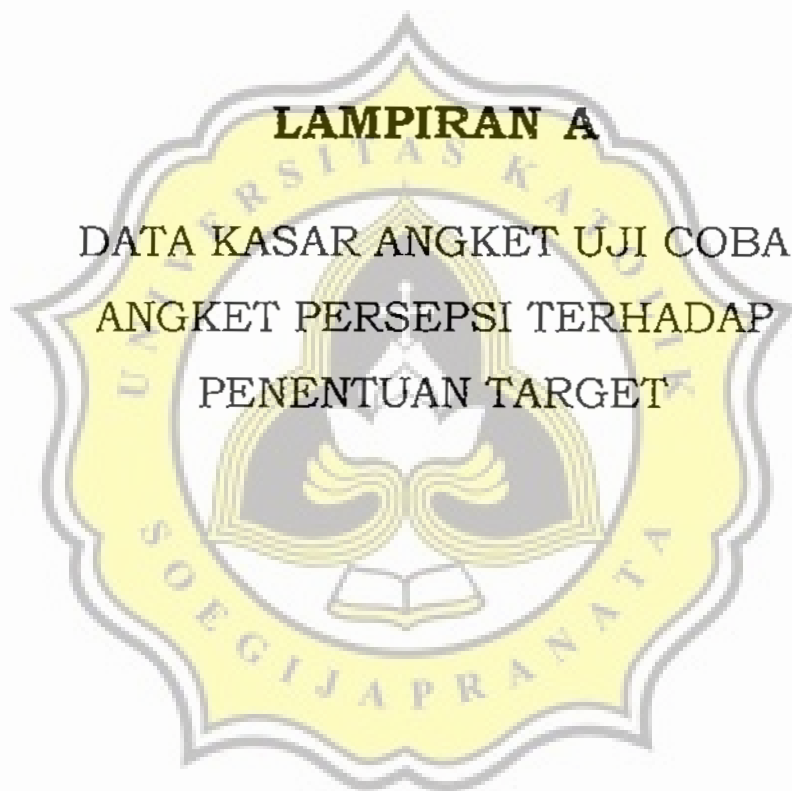 LAMPIRAN A
DATA KASAR ANGKET UJI COBA
ANGKET PERSEPSI TERHADAP
PENENTUAN TARGET
UNIVERSITAS KATOLIK
SOEGIJAPRANATA